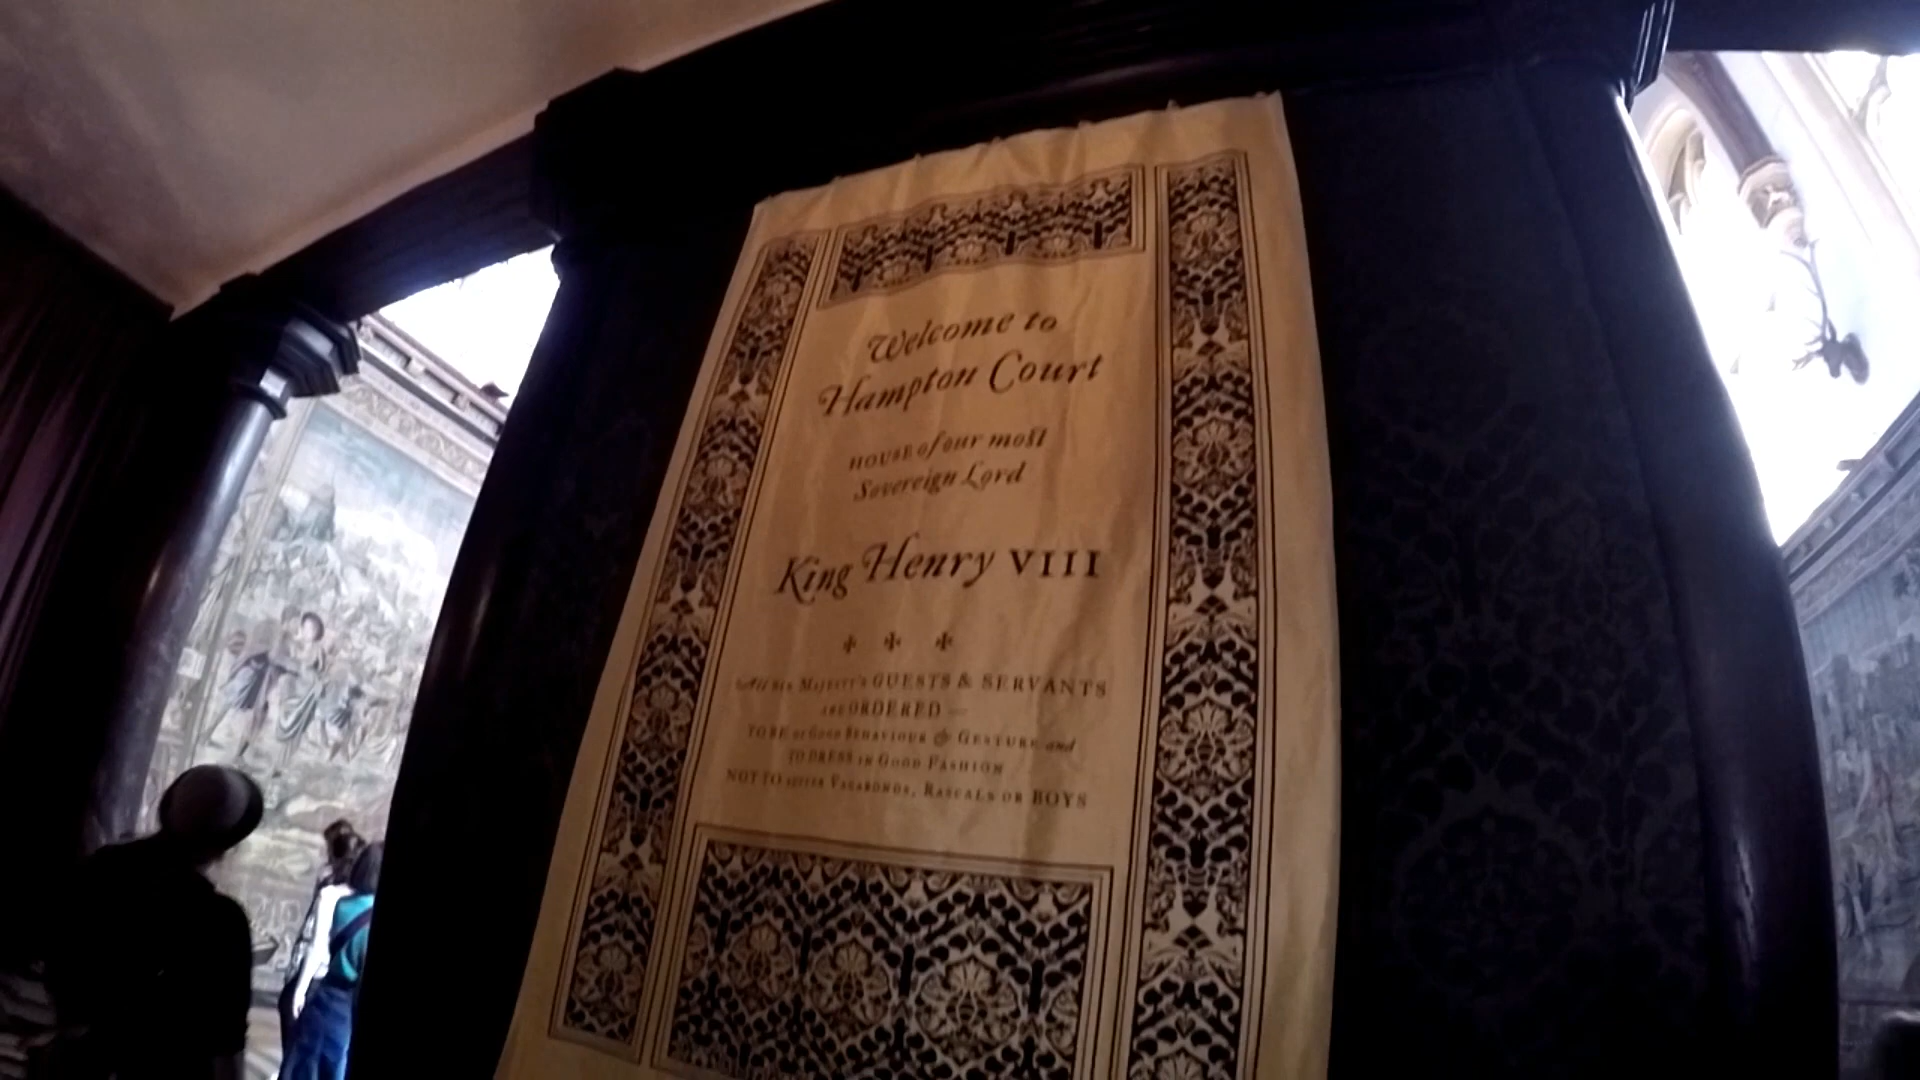 Welcome to
Hampton Court
HOUSE of our most
Sovereign Lord
King Henry VIII
All his Majesty's GUESTS & SERVANTS
are ORDERED —
TO BE of Good Behaviour & Gesture and
TO DRESS in Good Fashion
NOT TO suffer Vagabonds, Rascals or BOYS